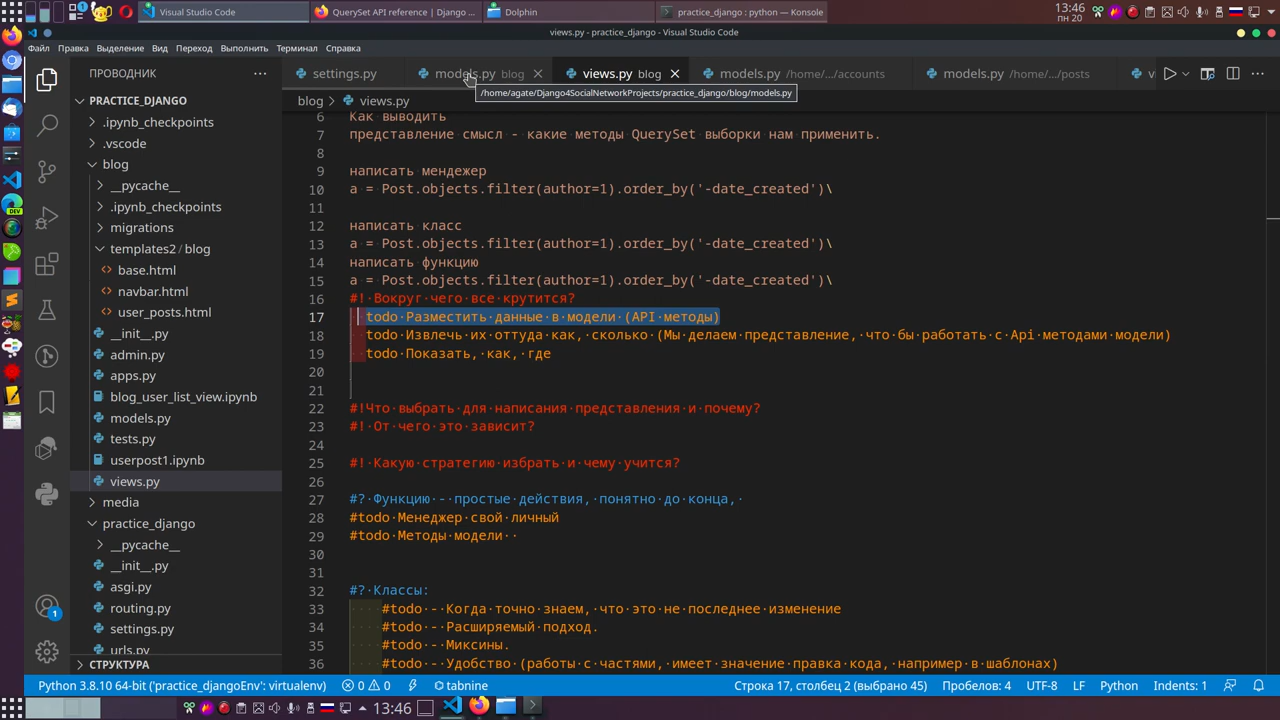 Visual Studio Code
QuerySet API reference | Django ...
Dolphin
practice_django : python — Konsole
13:46
пн 20
views.py - practice_django - Visual Studio Code
Файл Правка Выделение Вид Переход Выполнить Терминал Справка
ПРОВОДНИК
settings.py
models.py blog
views.py blog
models.py /home/.../accounts
models.py /home/.../posts
/home/agate/Django4SocialNetworkProjects/practice_django/blog/models.py
blog > views.py
PRACTICE_DJANGO
.ipynb_checkpoints
.vscode
blog
__pycache__
.ipynb_checkpoints
migrations
templates2 / blog
base.html
navbar.html
user_posts.html
__init__.py
admin.py
apps.py
blog_user_list_view.ipynb
models.py
tests.py
userpost1.ipynb
views.py
media
practice_django
__pycache__
__init__.py
asgi.py
routing.py
settings.py
urls.py
СТРУКТУРА
6 Как выводить
7 представление смысл - какие методы QuerySet выборки нам применить.
8
9 написать мендежер
10 a = Post.objects.filter(author=1).order_by('-date_created')\
11
12 написать класс
13 a = Post.objects.filter(author=1).order_by('-date_created')\
14 написать функцию
15 a = Post.objects.filter(author=1).order_by('-date_created')\
16 #! Вокруг чего все крутится?
17 todo Разместить данные в модели (API методы)
18 todo Извлечь их оттуда как, сколько (Мы делаем представление, что бы работать с Api методами модели)
19 todo Показать, как, где
20
21
22 #!Что выбрать для написания представления и почему?
23 #! От чего это зависит?
24
25 #! Какую стратегию избрать и чему учится?
26
27 #? Функцию - простые действия, понятно до конца,
28 #todo Менеджер свой личный
29 #todo Методы модели
30
31
32 #? Классы:
33 #todo - Когда точно знаем, что это не последнее изменение
34 #todo - Расширяемый подход.
35 #todo - Миксины.
36 #todo - Удобство (работы с частями, имеет значение правка кода, например в шаблонах)
Python 3.8.10 64-bit ('practice_djangoEnv': virtualenv)
0 0
tabnine
Строка 17, столбец 2 (выбрано 45)
Пробелов: 4
UTF-8
LF
Python
Indents: 1
13:46